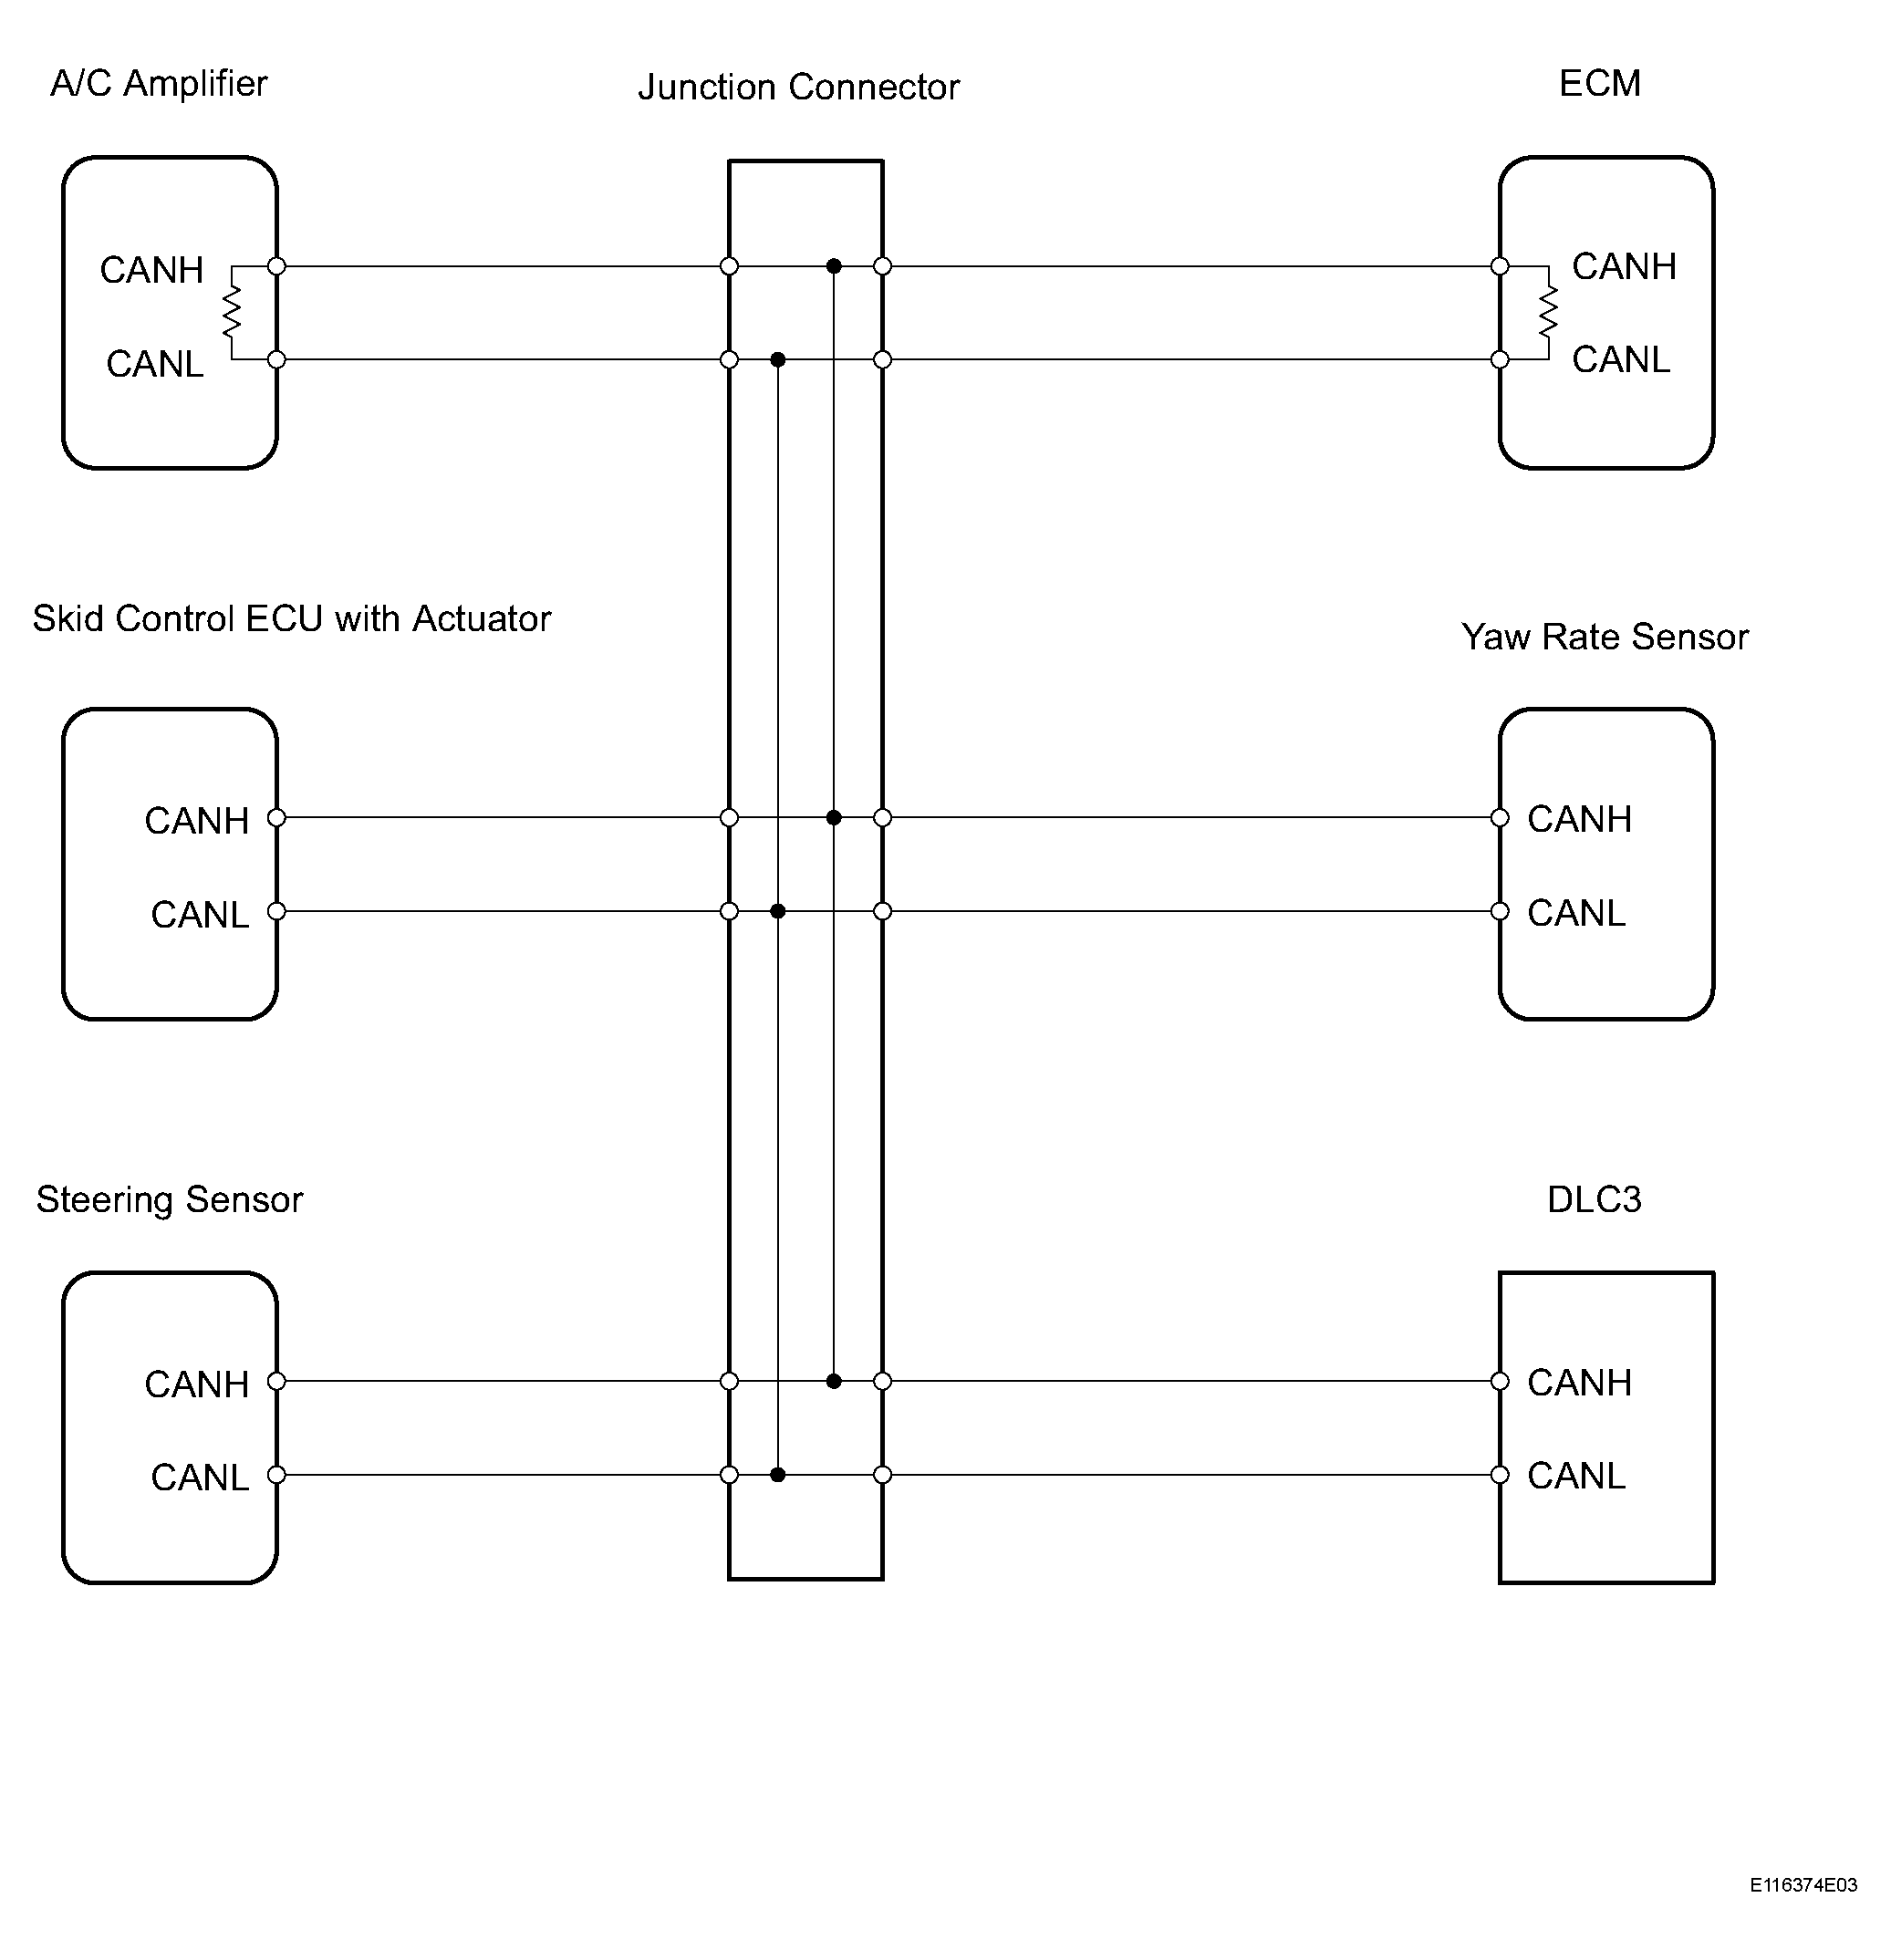 A/C Amplifier
Junction Connector
ECM
CANH
CANL
CANH
CANL
Skid Control ECU with Actuator
Yaw Rate Sensor
CANH
CANL
CANH
CANL
Steering Sensor
DLC3
CANH
CANL
CANH
CANL
E116374E03